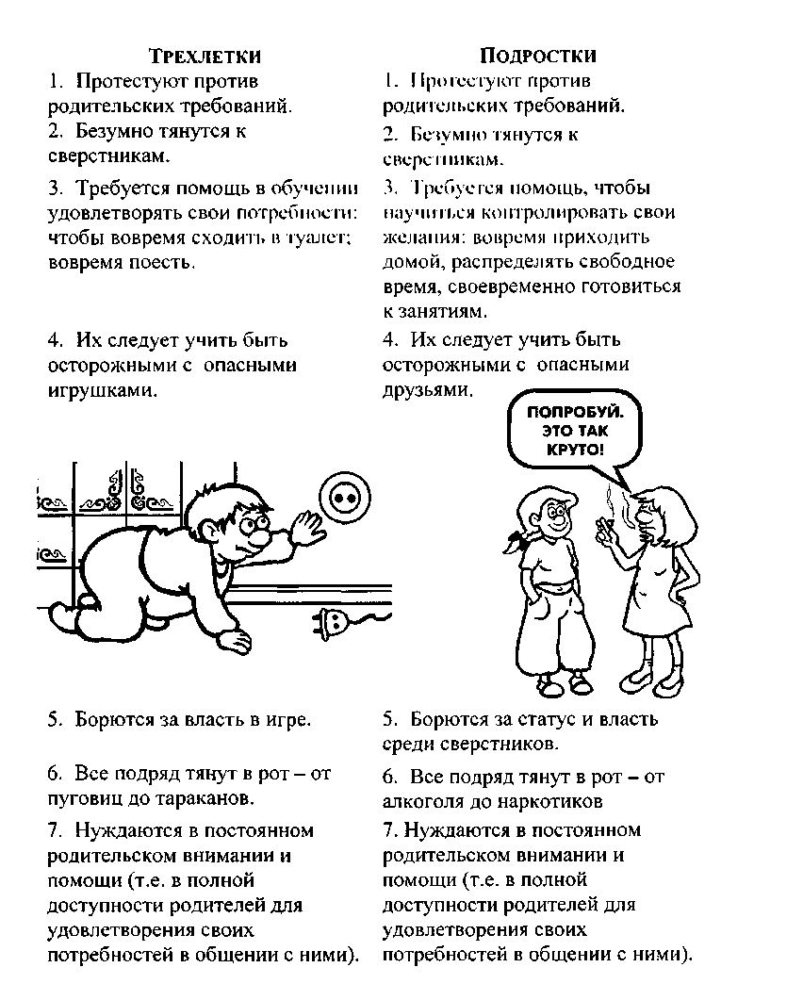 ТРЕХЛЕТКИ
1. Протестуют против
родительских требований.
2. Безумно тянутся к
сверстникам.
3. Требуется помощь в обучении
удовлетворять свои потребности:
чтобы вовремя сходить в туалет;
вовремя поесть.
4. Их следует учить быть
осторожными с опасными
игрушками.
5. Борются за власть в игре.
6. Все подряд тянут в рот – от
пуговиц до тараканов.
7. Нуждаются в постоянном
родительском внимании и
помощи (т.е. в полной
доступности родителей для
удовлетворения своих
потребностей в общении с ними).
ПОДРОСТКИ
1. Протестуют против
родительских требований.
2. Безумно тянутся к
сверстникам.
3. Требуется помощь, чтобы
научиться контролировать свои
желания: вовремя приходить
домой, распределять свободное
время, своевременно готовиться
к занятиям.
4. Их следует учить быть
осторожными с опасными
друзьями.
ПОПРОБУЙ.
ЭТО ТАК
КРУТО!
5. Борются за статус и власть
среди сверстников.
6. Все подряд тянут в рот – от
алкоголя до наркотиков
7. Нуждаются в постоянном
родительском внимании и
помощи (т.е. в полной
доступности родителей для
удовлетворения своих
потребностей в общении с ними).